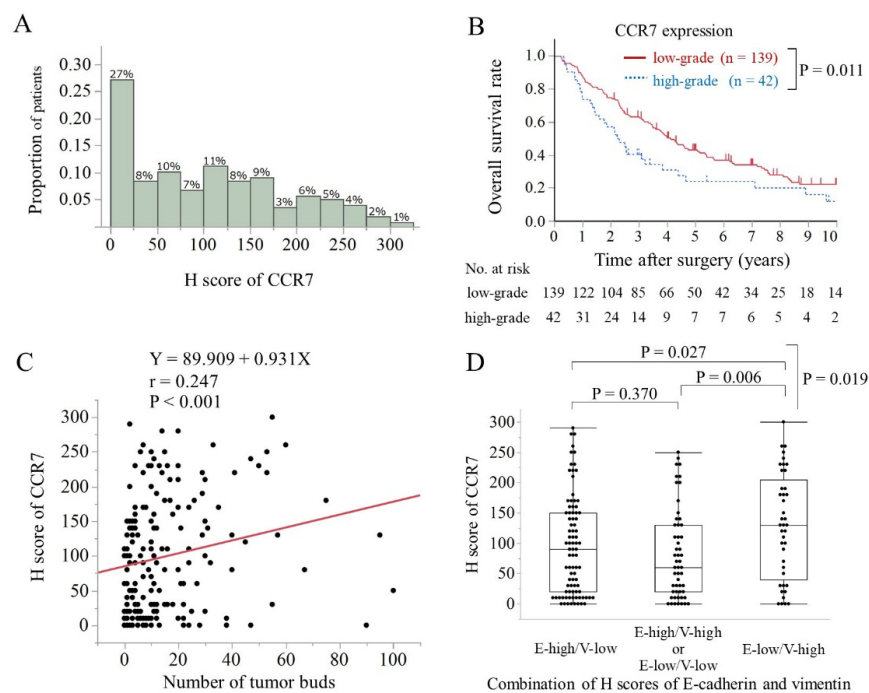 A
Proportion of patients
0.30
0.25
0.20
0.15
0.10
0.05
27%
8%
10%
7%
11%
8%
9%
3%
6%
5%
4%
2%
1%
0 50 100 150 200 250 300
H score of CCR7
B
CCR7 expression
low-grade (n = 139)
high-grade (n = 42)
P = 0.011
Overall survival rate
1.0
0.8
0.6
0.4
0.2
0.0
0 1 2 3 4 5 6 7 8 9 10
Time after surgery (years)
No. at risk
low-grade 139 122 104 85 66 50 42 34 25 18 14
high-grade 42 31 24 14 9 7 7 6 5 4 2
C
Y = 89.909 + 0.931X
r = 0.247
P < 0.001
H score of CCR7
300
250
200
150
100
50
0
0 20 40 60 80 100
Number of tumor buds
D
P = 0.027
P = 0.006
P = 0.370
P = 0.019
H score of CCR7
300
250
200
150
100
50
0
E-high/V-low
E-high/V-high
or
E-low/V-low
E-low/V-high
Combination of H scores of E-cadherin and vimentin